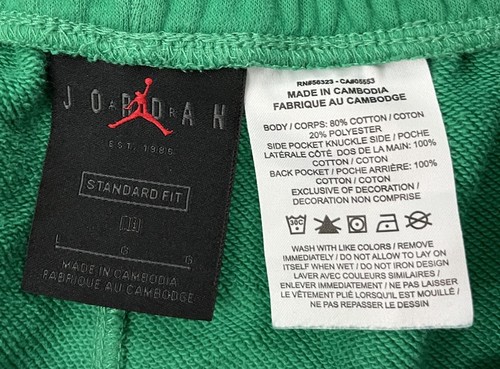 JORDAN
EST. 1985
STANDARD FIT
L G G
MADE IN CAMBODIA
FABRIQUE AU CAMBODGE
RN#56323 - CA#05553
MADE IN CAMBODIA
FABRIQUE AU CAMBODGE
BODY / CORPS: 80% COTTON / COTON
20% POLYESTER
SIDE POCKET KNUCKLE SIDE / POCHE
LATÉRALE CÔTÉ DOS DE LA MAIN: 100%
COTTON / COTON
BACK POCKET / POCHE ARRIÈRE: 100%
COTTON / COTON
EXCLUSIVE OF DECORATION /
DECORATION NON COMPRISE
30C
WASH WITH LIKE COLORS / REMOVE
IMMEDIATELY / DO NOT ALLOW TO LAY ON
ITSELF WHEN WET / DO NOT IRON DESIGN
LAVER AVEC COULEURS SIMILAIRES /
ENLEVER IMMÉDIATEMENT / NE PAS LAISSER
LE VÊTEMENT PLIÉ LORSQU'IL EST MOUILLÉ /
NE PAS REPASSER LE DESSIN